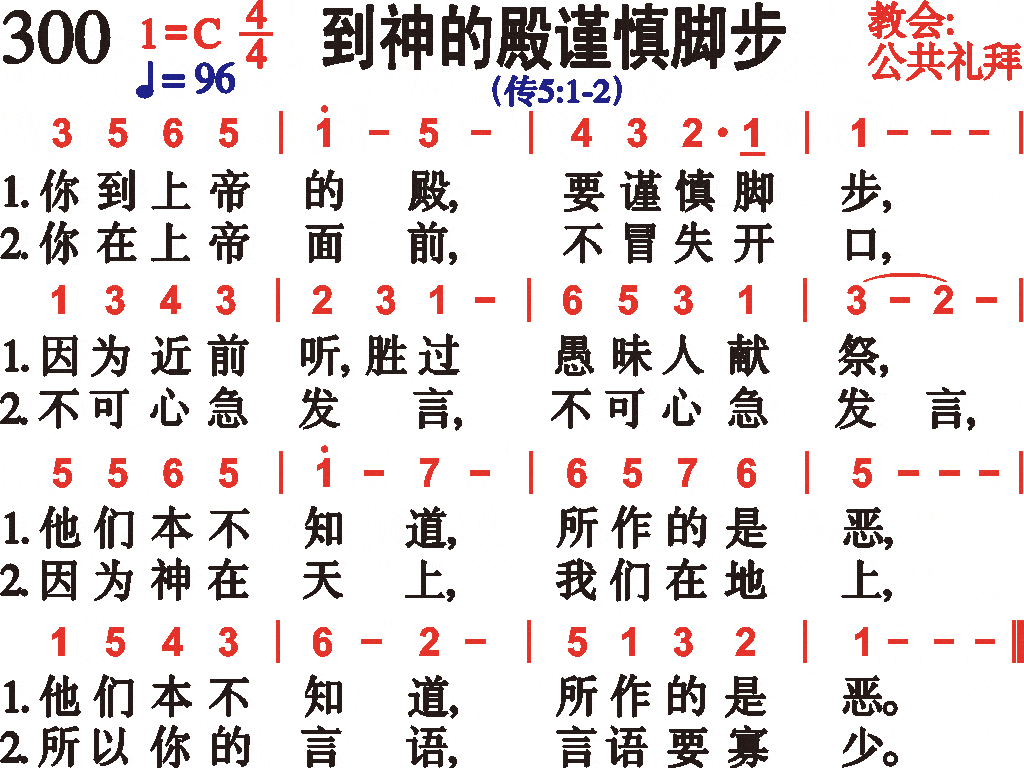 300 1=C 4/4 到神的殿谨慎脚步 教会:
♩=96 (传5:1-2) 公共礼拜
3 5 6 5 | i - 5 - | 4 3 2 · 1 | 1 - - - |
1.你到上帝的殿, 要谨慎脚步,
2.你在上帝面前, 不冒失开口,
1 3 4 3 | 2 3 1 - | 6 5 3 1 | 3 - 2 - |
1.因为近前听,胜过愚昧人献祭,
2.不可心急发言, 不可心急发言,
5 5 6 5 | i - 7 - | 6 5 7 6 | 5 - - - |
1.他们本不知道, 所作的是恶,
2.因为神在天上, 我们在地上,
1 5 4 3 | 6 - 2 - | 5 1 3 2 | 1 - - - ‖
1.他们本不知道, 所作的是恶。
2.所以你的言语, 言语要寡少。